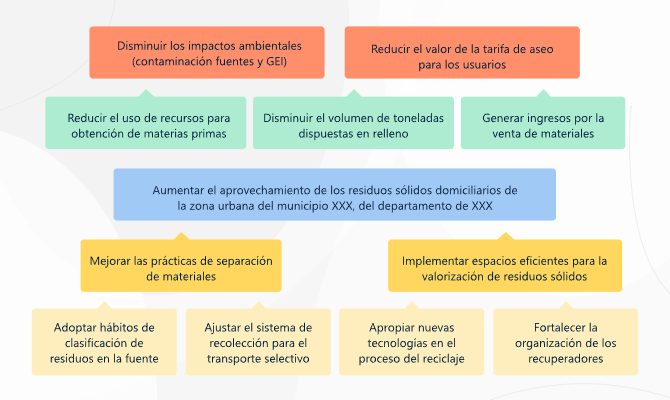 Disminuir los impactos ambientales
(contaminación fuentes y GEI)
Reducir el valor de la tarifa de aseo
para los usuarios
Reducir el uso de recursos para
obtención de materias primas
Disminuir el volumen de toneladas
dispuestas en relleno
Generar ingresos por la
venta de materiales
Aumentar el aprovechamiento de los residuos sólidos domiciliarios de
la zona urbana del municipio XXX, del departamento de XXX
Mejorar las prácticas de separación
de materiales
Implementar espacios eficientes para la
valorización de residuos sólidos
Adoptar hábitos de
clasificación de
residuos en la fuente
Ajustar el sistema de
recolección para el
transporte selectivo
Apropiar nuevas
tecnologías en el
proceso del reciclaje
Fortalecer la
organización de los
recuperadores